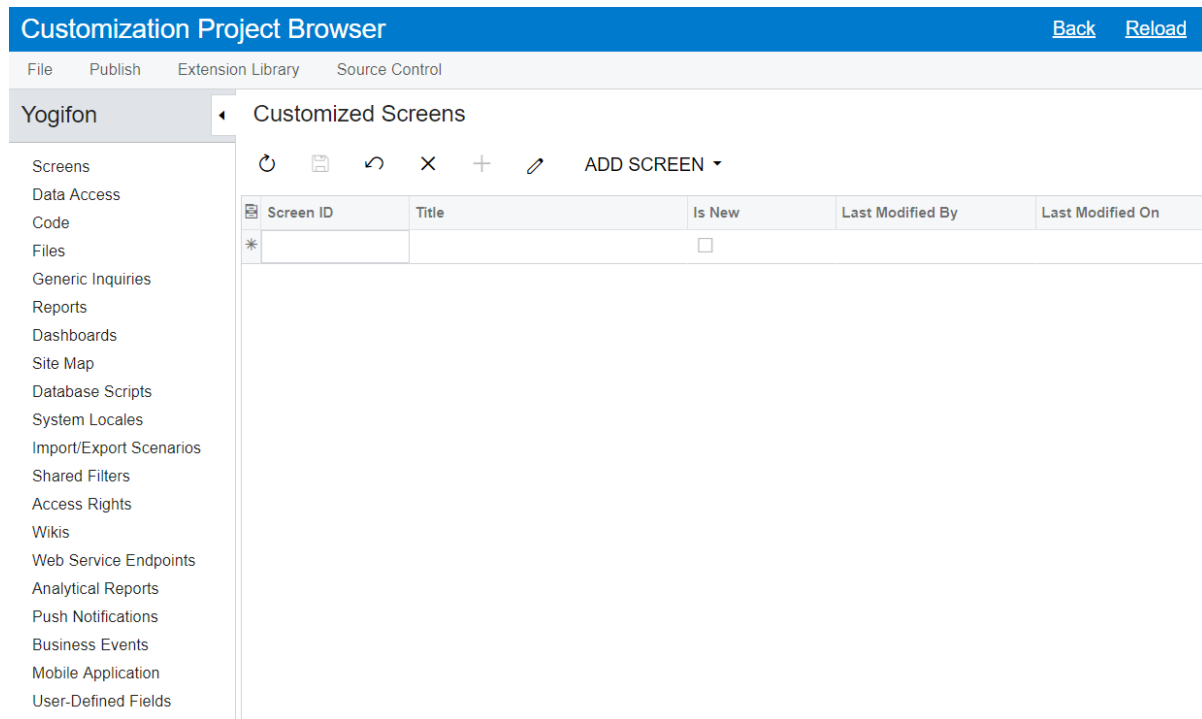 Customization Project Browser Back Reload
File Publish Extension Library Source Control
Yogifon
Customized Screens
ADD SCREEN
Screen ID Title Is New Last Modified By Last Modified On
Screens
Data Access
Code
Files
Generic Inquiries
Reports
Dashboards
Site Map
Database Scripts
System Locales
Import/Export Scenarios
Shared Filters
Access Rights
Wikis
Web Service Endpoints
Analytical Reports
Push Notifications
Business Events
Mobile Application
User-Defined Fields